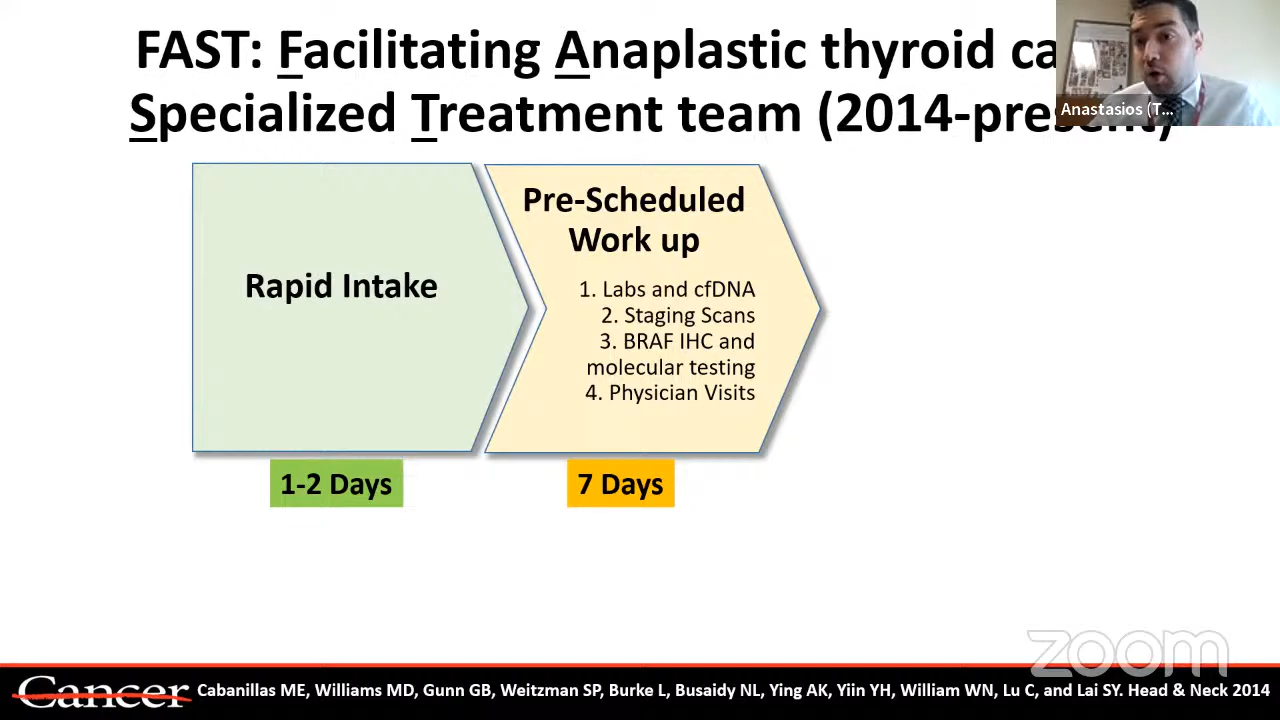 FAST: Facilitating Anaplastic thyroid ca
Specialized Treatment team (2014-present)
Anastasios (T...
Rapid Intake
1-2 Days
Pre-Scheduled
Work up
1. Labs and cfDNA
2. Staging Scans
3. BRAF IHC and
molecular testing
4. Physician Visits
7 Days
zoom
Cancer
Cabanillas ME, Williams MD, Gunn GB, Weitzman SP, Burke L, Busaidy NL, Ying AK, Yiin YH, William WN, Lu C, and Lai SY. Head & Neck 2014